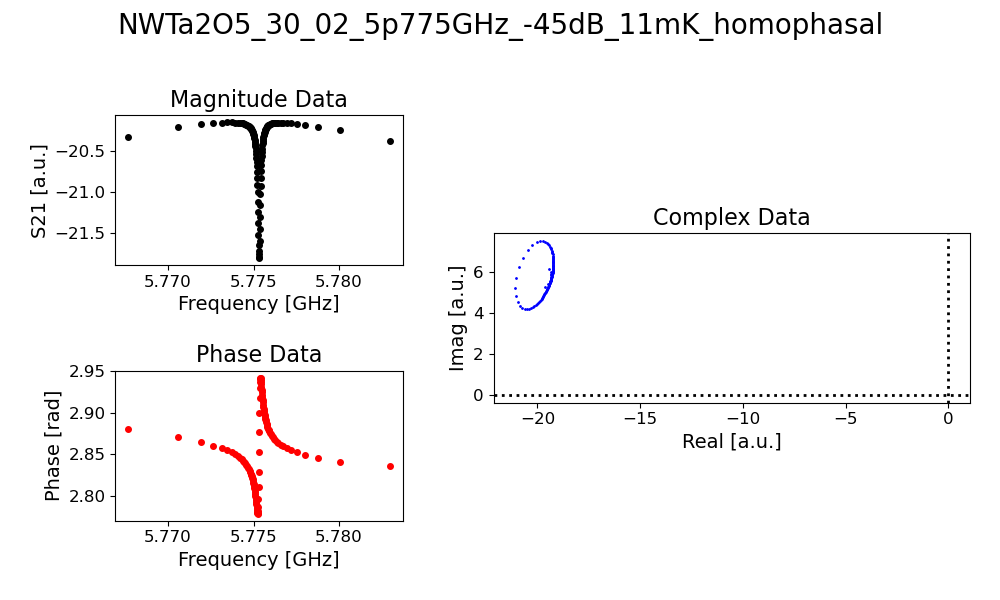 NWTa2O5_30_02_5p775GHz_-45dB_11mK_homophasal
Magnitude Data
S21 [a.u.]
−20.5
−21.0
−21.5
5.770 5.775 5.780
Frequency [GHz]
Phase Data
Phase [rad]
2.95
2.90
2.85
2.80
5.770 5.775 5.780
Frequency [GHz]
Complex Data
Imag [a.u.]
6
4
2
0
−20 −15 −10 −5 0
Real [a.u.]